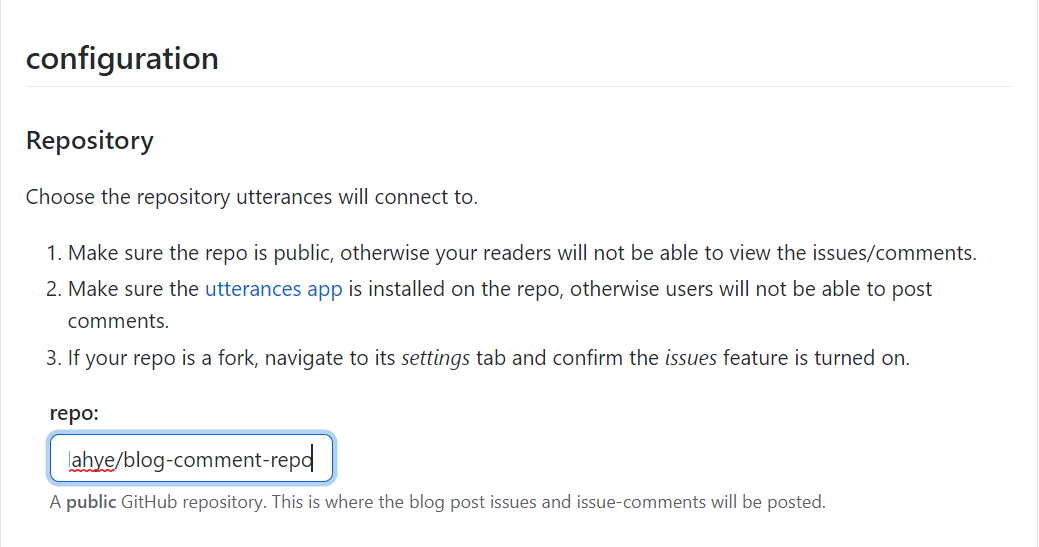 configuration
Repository
Choose the repository utterances will connect to.
1. Make sure the repo is public, otherwise your readers will not be able to view the issues/comments.
2. Make sure the utterances app is installed on the repo, otherwise users will not be able to post
comments.
3. If your repo is a fork, navigate to its settings tab and confirm the issues feature is turned on.
repo:
ahye/blog-comment-repo
A public GitHub repository. This is where the blog post issues and issue-comments will be posted.